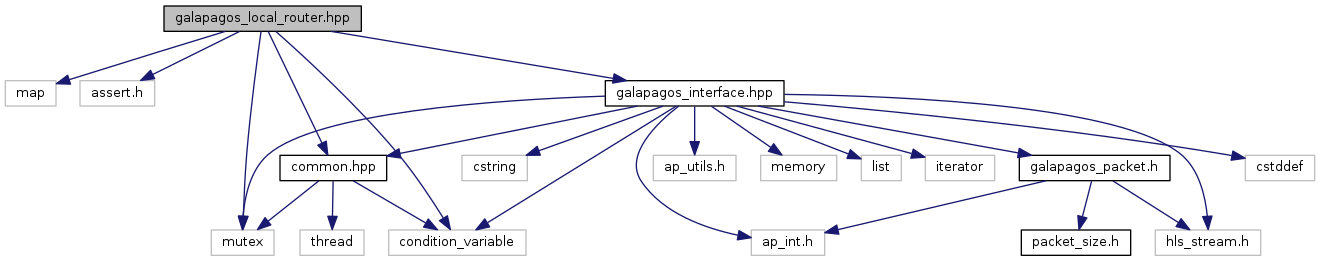 galapagos_local_router.hpp
map
assert.h
galapagos_interface.hpp
common.hpp
cstring
ap_utils.h
memory
list
iterator
galapagos_packet.h
cstddef
mutex
thread
condition_variable
ap_int.h
packet_size.h
hls_stream.h